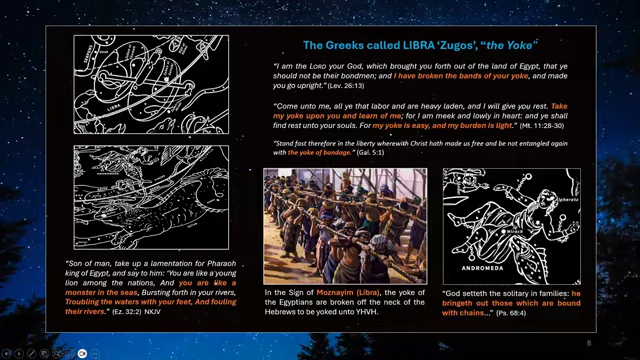 The Greeks called LIBRA 'Zugos', "the Yoke"
"I am the LORD your God, which brought you forth out of the land of Egypt, that ye
should not be their bondmen; and I have broken the bands of your yoke, and made
you go upright." (Lev. 26:13)
"Come unto me, all ye that labor and are heavy laden, and I will give you rest. Take
my yoke upon you and learn of me; for I am meek and lowly in heart: and ye shall
find rest unto your souls. For my yoke is easy, and my burden is light." (Mt. 11:28-30)
"Stand fast therefore in the liberty wherewith Christ hath made us free and be not entangled again
with the yoke of bondage." (Gal. 5:1)
LIBRA
"Son of man, take up a lamentation for Pharaoh
king of Egypt, and say to him: 'You are like a young
lion among the nations, And you are like a
monster in the seas, Bursting forth in your rivers,
Troubling the waters with your feet, And fouling
their rivers." (Ez. 32:2) NKJV
In the Sign of Moznayim (Libra), the yoke of
the Egyptians are broken off the neck of the
Hebrews to be yoked unto YHVH.
Alpheratz
Mirach
ANDROMEDA
"God setteth the solitary in families: he
bringeth out those which are bound
with chains..." (Ps. 68:4)
8